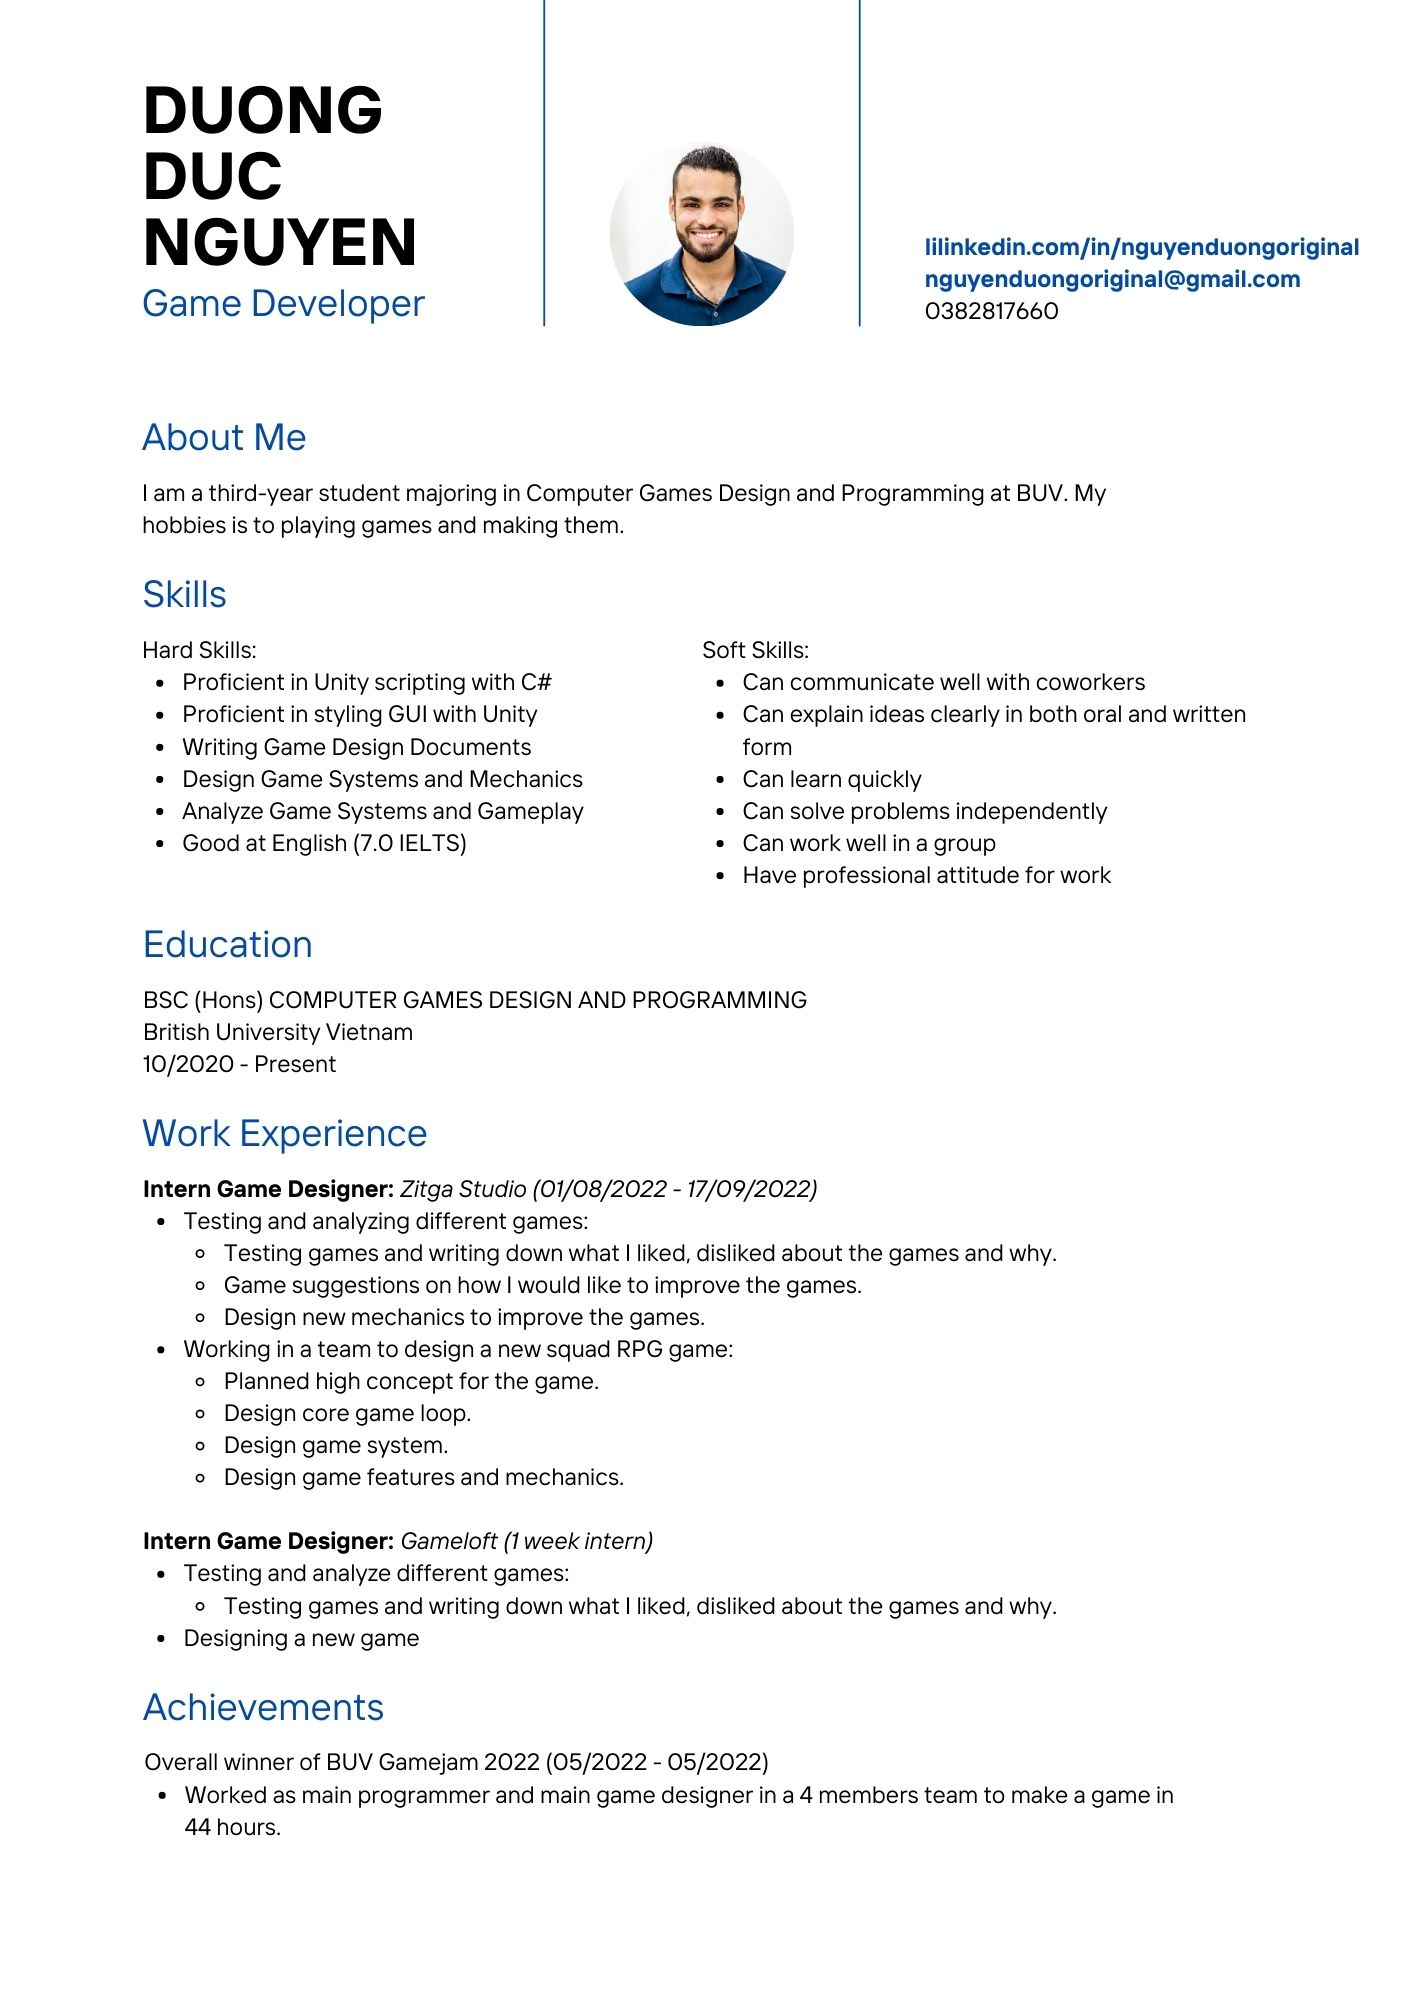 DUONG
DUC
NGUYEN
Game Developer
lilinkedin.com/in/nguyenduongoriginal
nguyenduongoriginal@gmail.com
0382817660
About Me
I am a third-year student majoring in Computer Games Design and Programming at BUV. My
hobbies is to playing games and making them.
Skills
Hard Skills:
• Proficient in Unity scripting with C#
• Proficient in styling GUI with Unity
• Writing Game Design Documents
• Design Game Systems and Mechanics
• Analyze Game Systems and Gameplay
• Good at English (7.0 IELTS)
Soft Skills:
• Can communicate well with coworkers
• Can explain ideas clearly in both oral and written
form
• Can learn quickly
• Can solve problems independently
• Can work well in a group
• Have professional attitude for work
Education
BSC (Hons) COMPUTER GAMES DESIGN AND PROGRAMMING
British University Vietnam
10/2020 - Present
Work Experience
Intern Game Designer: Zitga Studio (01/08/2022 - 17/09/2022)
• Testing and analyzing different games:
◦ Testing games and writing down what I liked, disliked about the games and why.
◦ Game suggestions on how I would like to improve the games.
◦ Design new mechanics to improve the games.
• Working in a team to design a new squad RPG game:
◦ Planned high concept for the game.
◦ Design core game loop.
◦ Design game system.
◦ Design game features and mechanics.
Intern Game Designer: Gameloft (1 week intern)
• Testing and analyze different games:
◦ Testing games and writing down what I liked, disliked about the games and why.
• Designing a new game
Achievements
Overall winner of BUV Gamejam 2022 (05/2022 - 05/2022)
• Worked as main programmer and main game designer in a 4 members team to make a game in
44 hours.